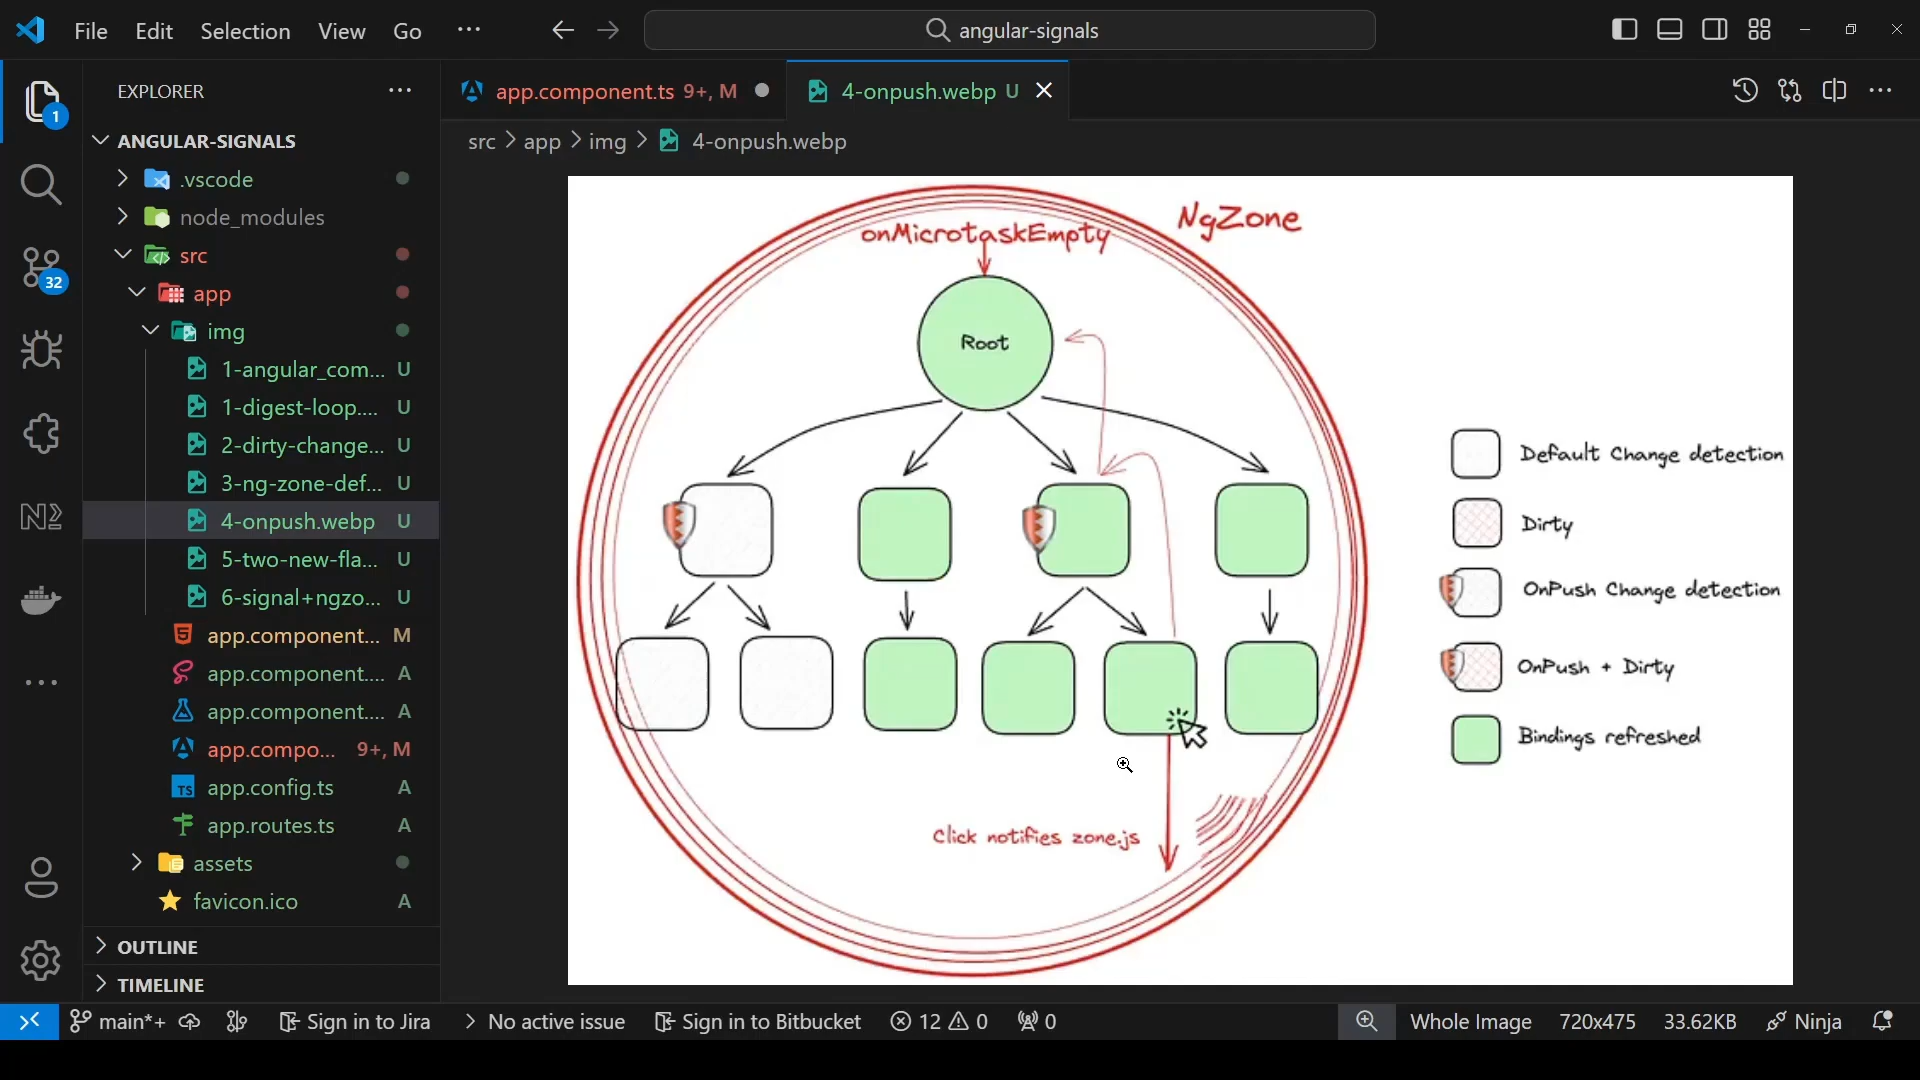 File Edit Selection View Go ···
angular-signals
EXPLORER
app.component.ts 9+, M
4-onpush.webp U
src > app > img > 4-onpush.webp
ANGULAR-SIGNALS
.vscode
node_modules
src
app
img
1-angular_com... U
1-digest-loop.... U
2-dirty-change... U
3-ng-zone-def... U
4-onpush.webp U
5-two-new-fla... U
6-signal+ngzo... U
app.component... M
app.component.... A
app.component.... A
app.compo... 9+, M
app.config.ts A
app.routes.ts A
assets
favicon.ico A
OUTLINE
TIMELINE
1
32
NgZone
onMicrotaskEmpty
Root
Click notifies zone.js
Default Change detection
Dirty
OnPush Change detection
OnPush + Dirty
Bindings refreshed
main*+ Sign in to Jira > No active issue Sign in to Bitbucket 12 0 0 Whole Image 720x475 33.62KB Ninja